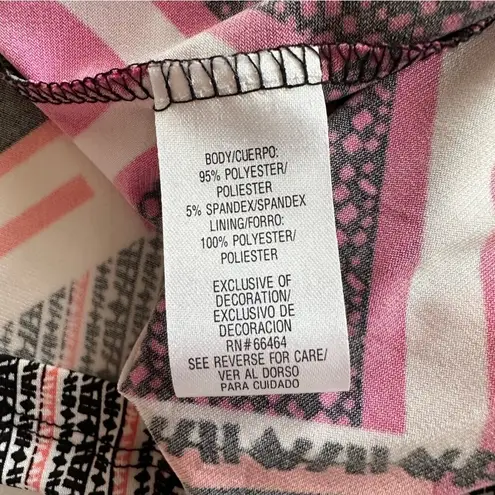 BODY/CUERPO:
95% POLYESTER/
POLIESTER
5% SPANDEX/SPANDEX
LINING/FORRO:
100% POLYESTER/
POLIESTER
EXCLUSIVE OF
DECORATION/
EXCLUSIVO DE
DECORACION
RN#66464
SEE REVERSE FOR CARE/
VER AL DORSO
PARA CUIDADO